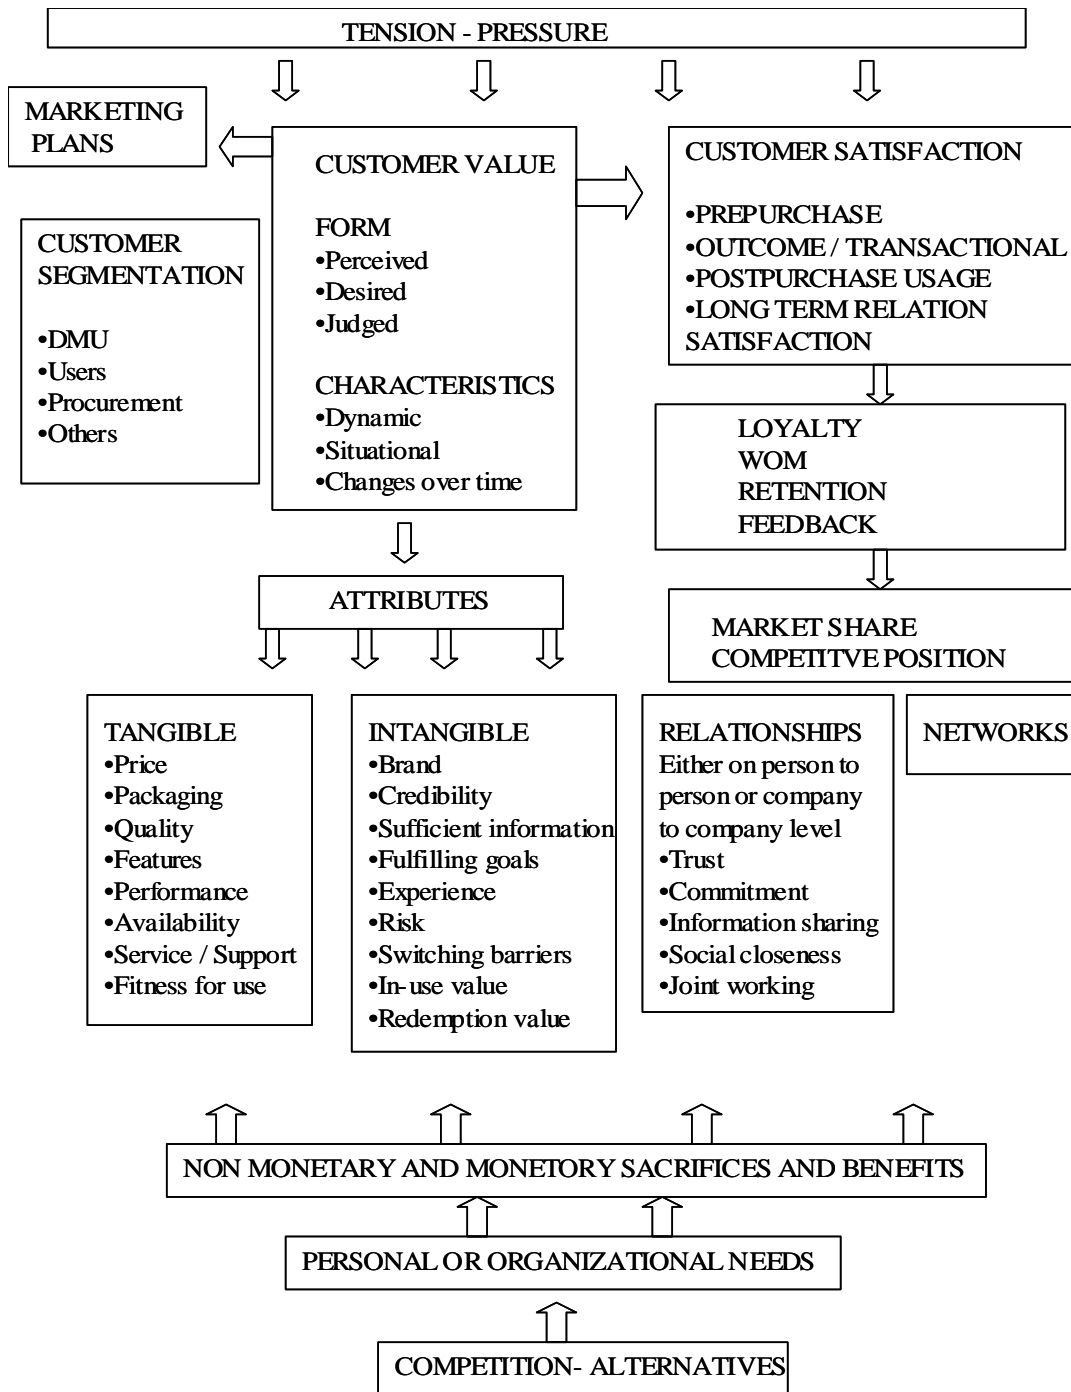 TENSION - PRESSURE
MARKETING
PLANS
CUSTOMER
SEGMENTATION
•DMU
•Users
•Procurement
•Others
CUSTOMER VALUE
FORM
•Perceived
•Desired
•Judged
CHARACTERISTICS
•Dynamic
•Situational
•Changes over time
CUSTOMER SATISFACTION
•PREPURCHASE
•OUTCOME / TRANSACTIONAL
•POSTPURCHASE USAGE
•LONG TERM RELATION
SATISFACTION
LOYALTY
WOM
RETENTION
FEEDBACK
MARKET SHARE
COMPETITVE POSITION
ATTRIBUTES
TANGIBLE
•Price
•Packaging
•Quality
•Features
•Performance
•Availability
•Service / Support
•Fitness for use
INTANGIBLE
•Brand
•Credibility
•Sufficient information
•Fulfilling goals
•Experience
•Risk
•Switching barriers
•In-use value
•Redemption value
RELATIONSHIPS
Either on person to
person or company
to company level
•Trust
•Commitment
•Information sharing
•Social closeness
•Joint working
NETWORKS
NON MONETARY AND MONETORY SACRIFICES AND BENEFITS
PERSONAL OR ORGANIZATIONAL NEEDS
COMPETITION- ALTERNATIVES